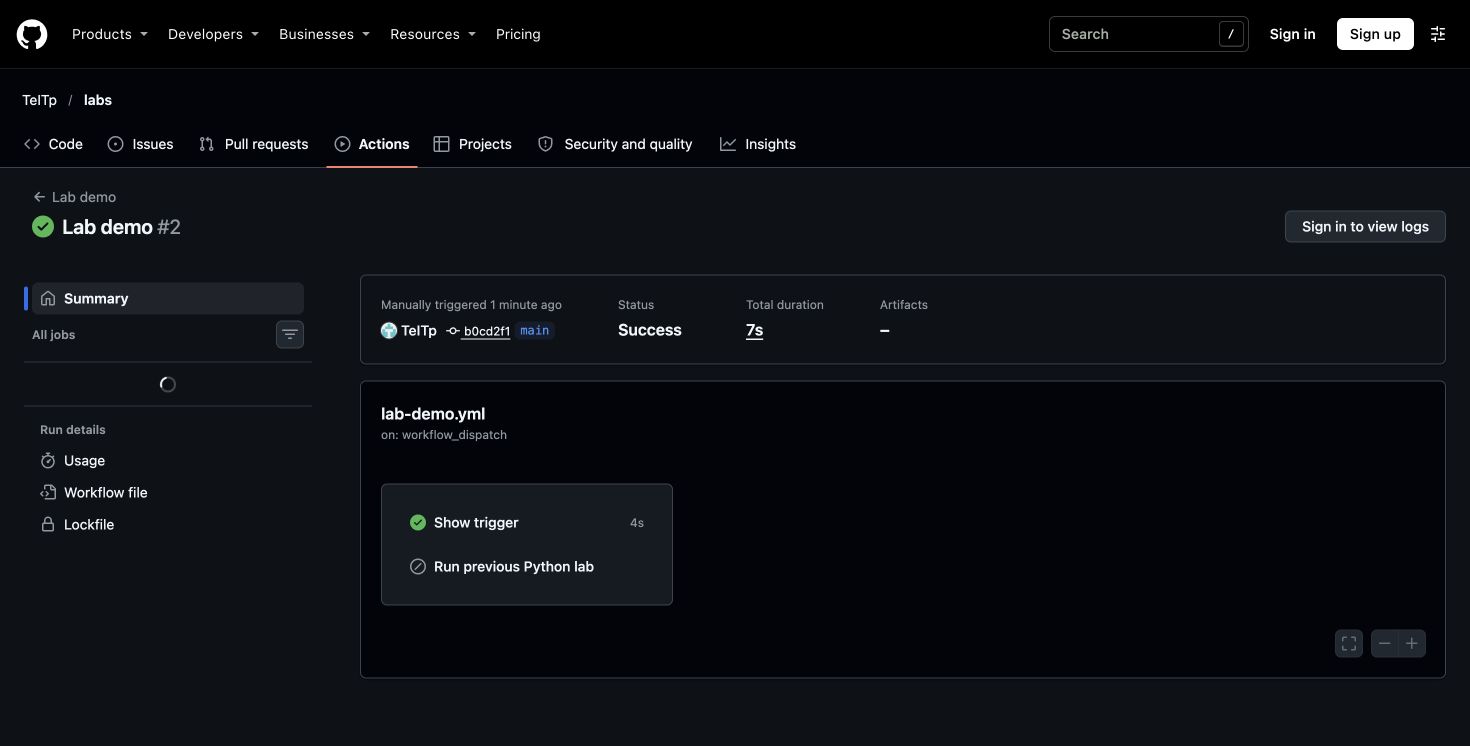 Products Developers Businesses Resources Pricing Search / Sign in Sign up
TelTp / labs
Code Issues Pull requests Actions Projects Security and quality Insights
Lab demo
Lab demo #2
Sign in to view logs
Summary
All jobs
Run details
Usage
Workflow file
Lockfile
Manually triggered 1 minute ago
TelTp b0cd2f1 main
Status
Success
Total duration
7s
Artifacts
–
lab-demo.yml
on: workflow_dispatch
Show trigger 4s
Run previous Python lab